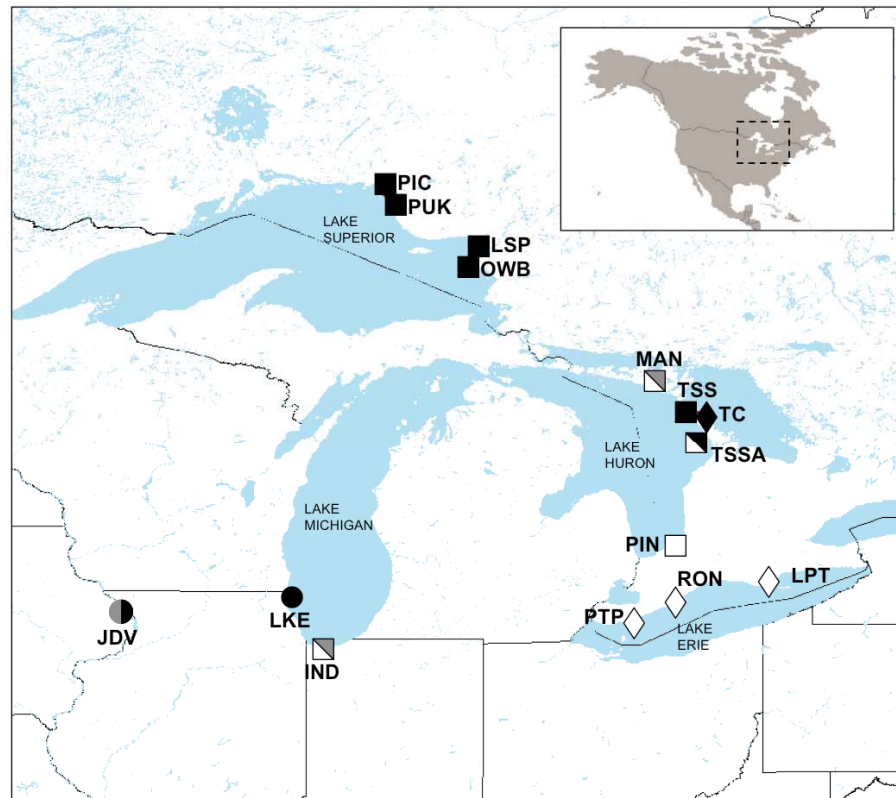 PIC
PUK
LAKE
SUPERIOR
LSP
OWB
MAN
TSS
TC
TSSA
LAKE
HURON
LAKE
MICHIGAN
PIN
RON
LPT
PTP
LAKE
ERIE
LKE
JDV
IND